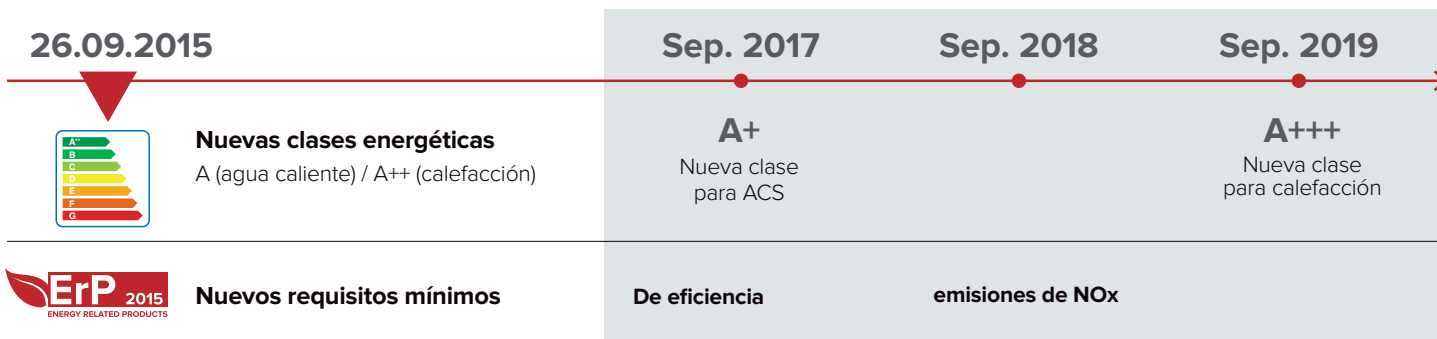 26.09.2015
Sep. 2017
Sep. 2018
Sep. 2019
A++
B
C
D
E
F
G
Nuevas clases energéticas
A (agua caliente) / A++ (calefacción)
A+
Nueva clase
para ACS
A+++
Nueva clase
para calefacción
ErP 2015
ENERGY RELATED PRODUCTS
Nuevos requisitos mínimos
De eficiencia
emisiones de NOx